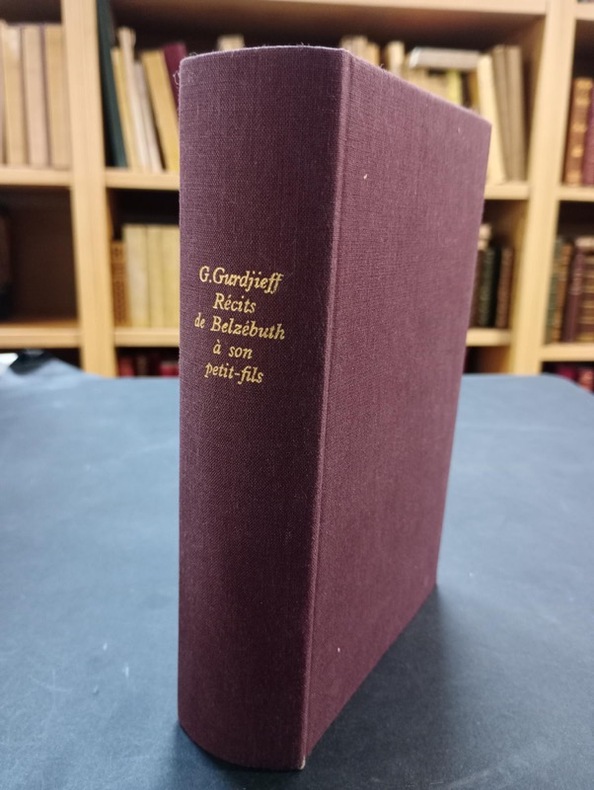 G.Gurdjieff
Récits
de Belzébuth
à son
petit-fils